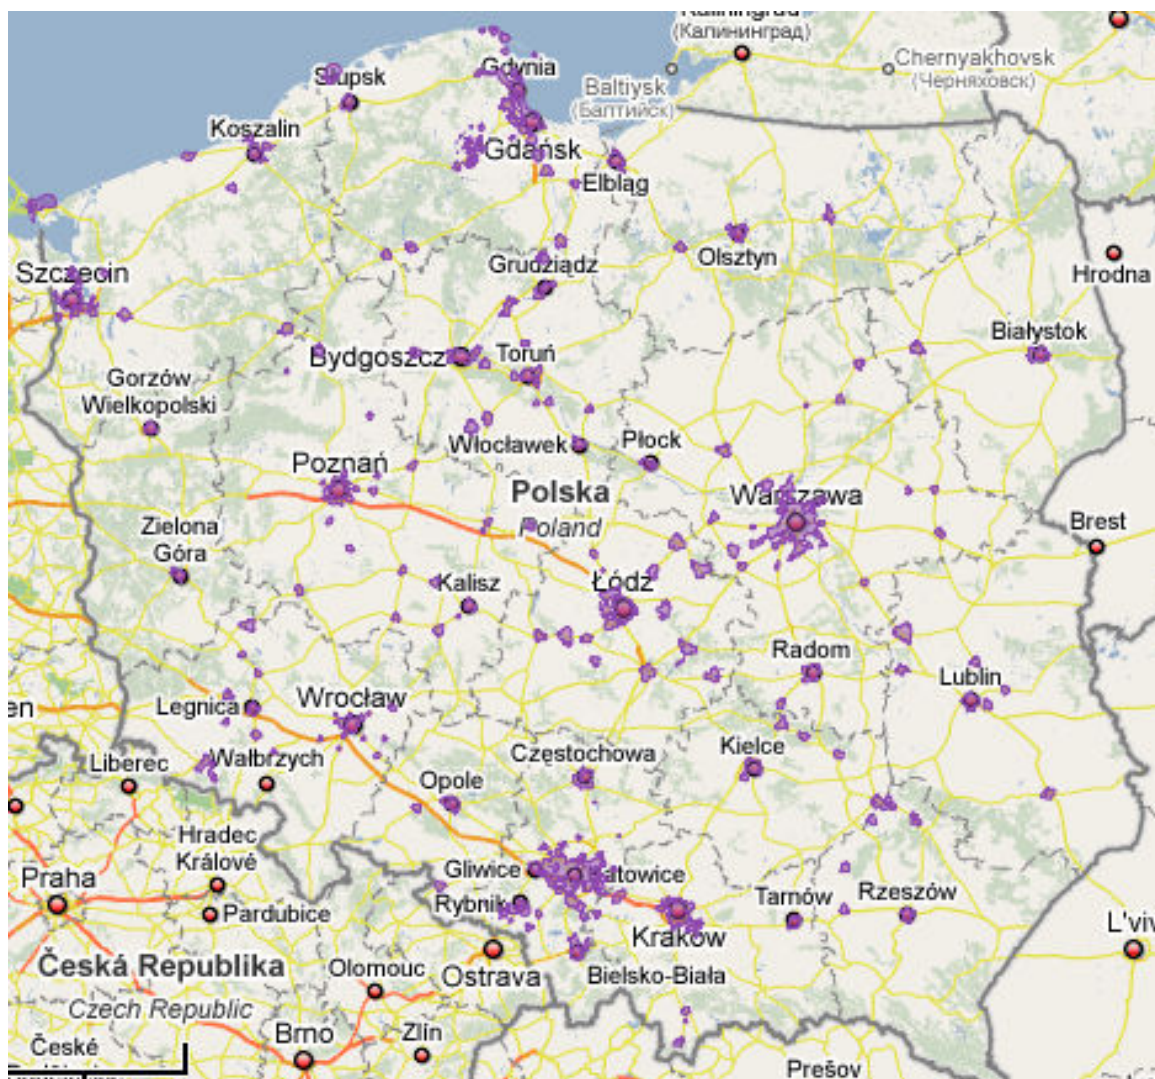 (Калининград)
Chernyakhovsk
(Черняховск)
Gdynia
Słupsk
Baltiysk
(Балтийск)
Koszalin
Gdańsk
Elbląg
Szczecin
Grudziądz
Olsztyn
Hrodna
Białystok
Bydgoszcz
Toruń
Gorzów
Wielkopolski
Włocławek
Płock
Poznań
Polska
Poland
Warszawa
Brest
Zielona
Góra
Kalisz
Łódź
Radom
Lublin
en
Legnica
Wrocław
Liberec
Wałbrzych
Częstochowa
Kielce
Opole
Hradec
Králové
Praha
Gliwice
Katowice
Rybnik
Tarnów
Rzeszów
Pardubice
Kraków
L'viv
Česká Republika
Czech Republic
Olomouc
Ostrava
Bielsko-Biała
Brno
Zlín
České
Prešov